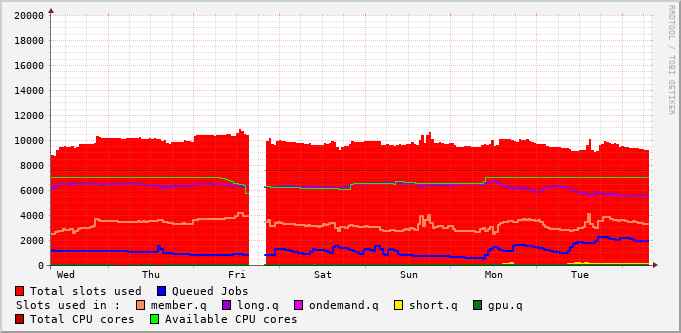 20000
18000
16000
14000
12000
10000
8000
6000
4000
2000
0
Wed Thu Fri Sat Sun Mon Tue
RRDTOOL / TOBI OETIKER
Total slots used Queued Jobs
Slots used in : member.q long.q ondemand.q short.q gpu.q
Total CPU cores Available CPU cores